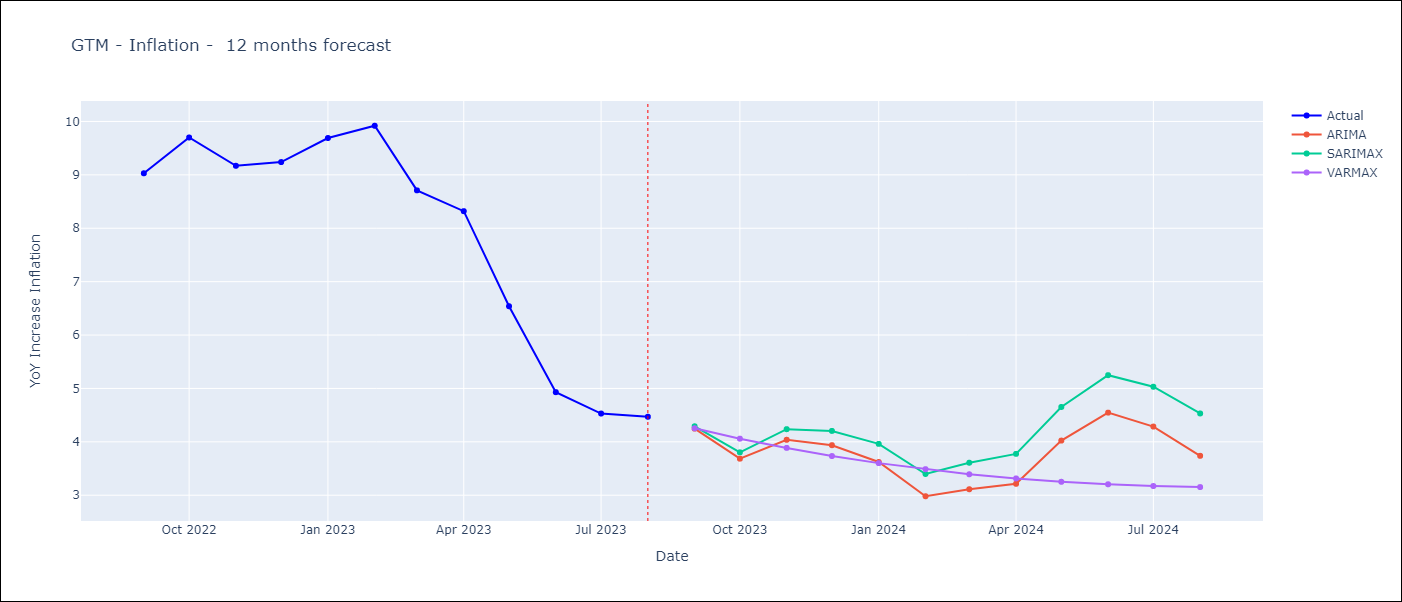 GTM - Inflation -  12 months forecast
Actual
ARIMA
SARIMAX
VARMAX
YoY Increase Inflation
10
9
8
7
6
5
4
3
Oct 2022
Jan 2023
Apr 2023
Jul 2023
Oct 2023
Jan 2024
Apr 2024
Jul 2024
Date